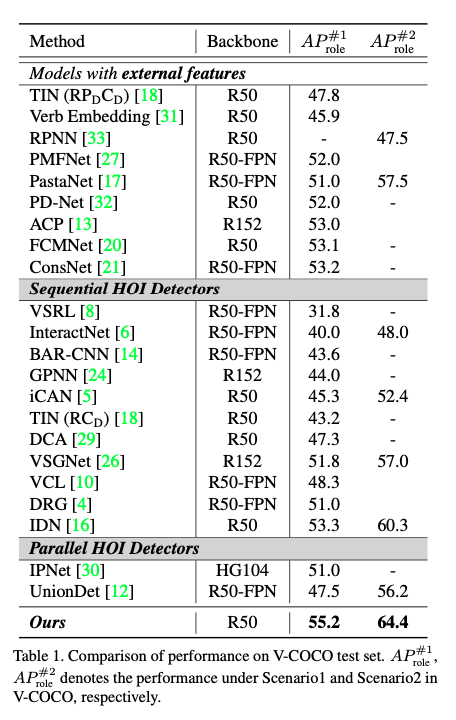 Method Backbone AP#1 role AP#2 role
Models with external features
TIN (RPDCD) [18] R50 47.8
Verb Embedding [31] R50 45.9
RPNN [33] R50 - 47.5
PMFNet [27] R50-FPN 52.0
PastaNet [17] R50-FPN 51.0 57.5
PD-Net [32] R50 52.0 -
ACP [13] R152 53.0
FCMNet [20] R50 53.1 -
ConsNet [21] R50-FPN 53.2 -
Sequential HOI Detectors
VSRL [8] R50-FPN 31.8 -
InteractNet [6] R50-FPN 40.0 48.0
BAR-CNN [14] R50-FPN 43.6 -
GPNN [24] R152 44.0 -
iCAN [5] R50 45.3 52.4
TIN (RCD) [18] R50 43.2 -
DCA [29] R50 47.3 -
VSGNet [26] R152 51.8 57.0
VCL [10] R50-FPN 48.3
DRG [4] R50-FPN 51.0
IDN [16] R50 53.3 60.3
Parallel HOI Detectors
IPNet [30] HG104 51.0 -
UnionDet [12] R50-FPN 47.5 56.2
Ours R50 55.2 64.4
Table 1. Comparison of performance on V-COCO test set. AP#1 role,
AP#2 role denotes the performance under Scenario1 and Scenario2 in
V-COCO, respectively.